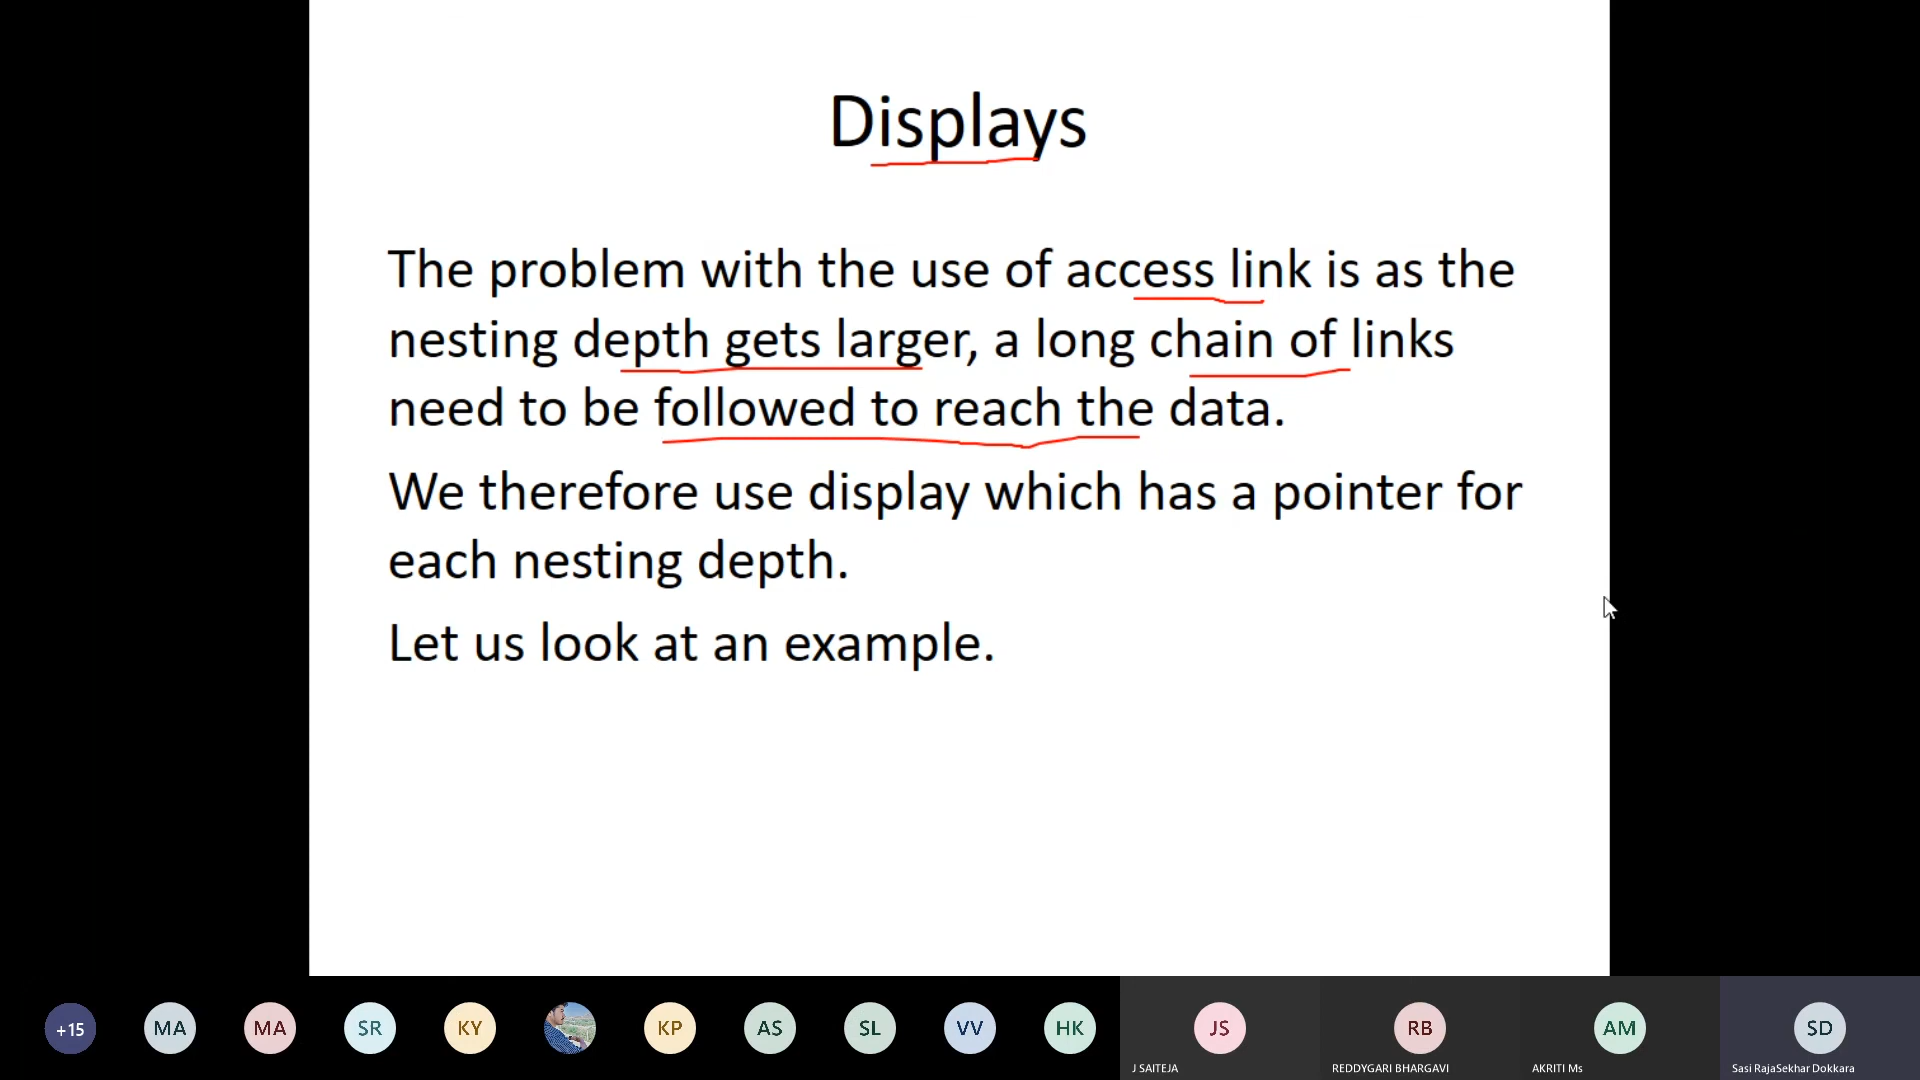 Displays
The problem with the use of access link is as the
nesting depth gets larger, a long chain of links
need to be followed to reach the data.
We therefore use display which has a pointer for
each nesting depth.
Let us look at an example.
+15 MA MA SR KY KP AS SL VV HK JS RB AM SD
J SAITEJA REDDYGARI BHARGAVI AKRITI Ms Sasi RajaSekhar Dokkara